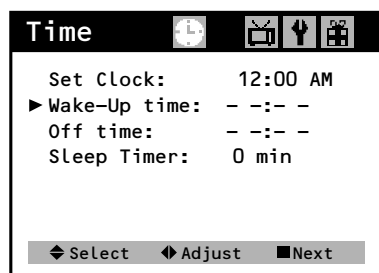 Time
Set Clock: 12:00 AM
Wake-Up time: – –:– –
Off time: – –:– –
Sleep Timer: 0 min
Select Adjust Next